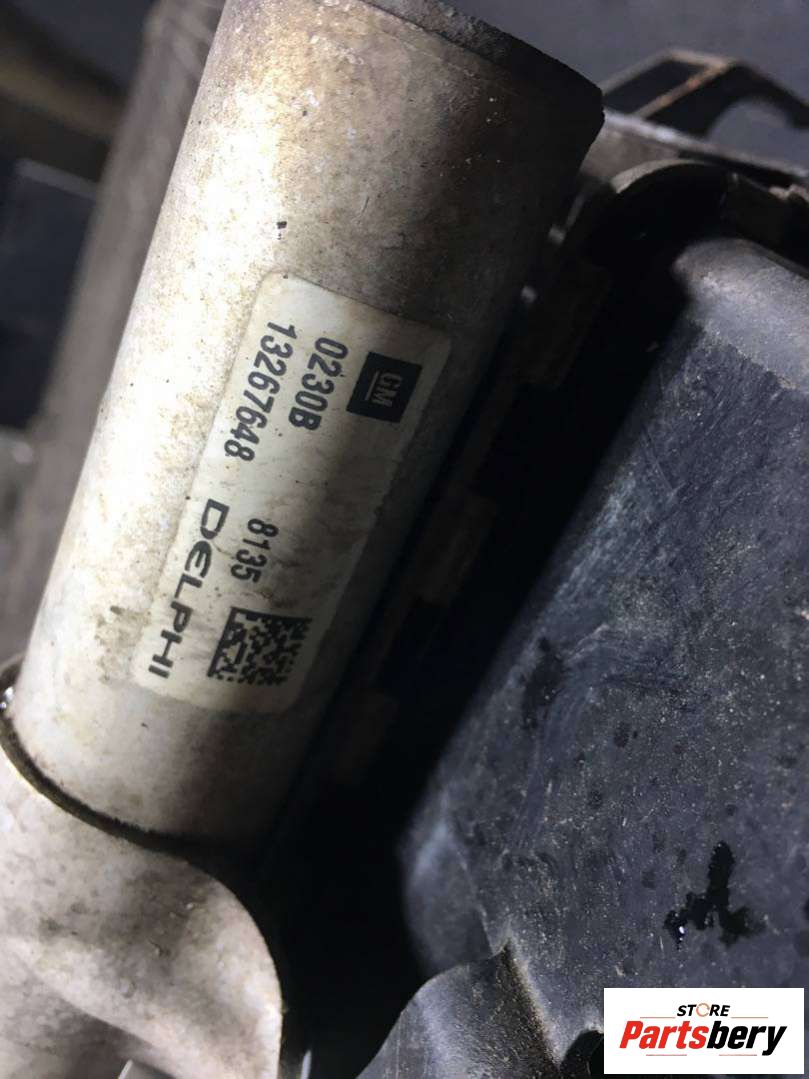 GM
0230B
13267648
8135
DELPHI
STORE
Partsbery